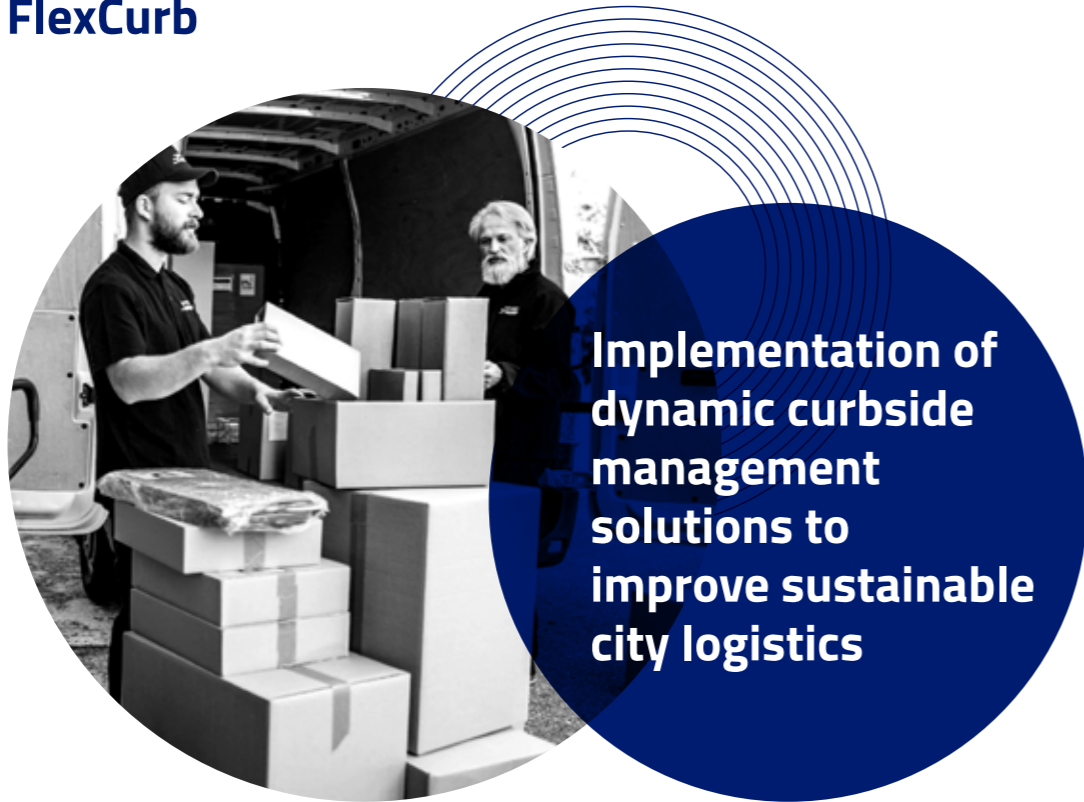 FlexCurb
Implementation of
dynamic curbside
management
solutions to
improve sustainable
city logistics